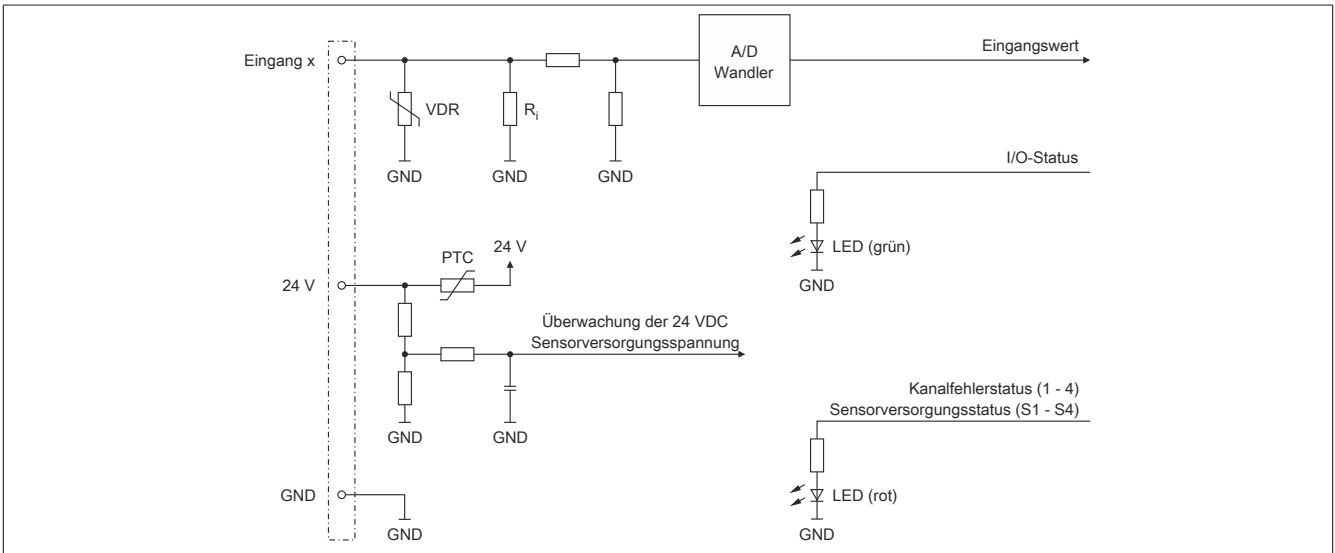 Eingang x
A/D
Wandler
Eingangswert
VDR
Ri
GND
GND
GND
I/O-Status
LED (grün)
GND
24 V
PTC
24 V
Überwachung der 24 VDC
Sensorversorgungsspannung
GND
GND
Kanalfehlerstatus (1 - 4)
Sensorversorgungsstatus (S1 - S4)
LED (rot)
GND
GND
GND